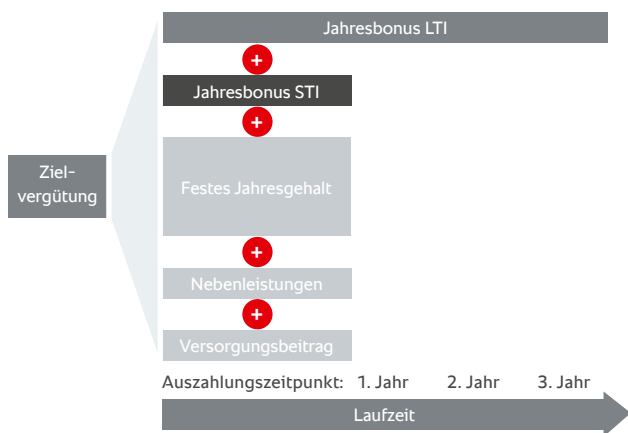 Jahresbonus LTI
+
Jahresbonus STI
+
Ziel-
vergütung
Festes Jahresgehalt
+
Nebenleistungen
+
Versorgungsbeitrag
Auszahlungszeitpunkt: 1. Jahr 2. Jahr 3. Jahr
Laufzeit